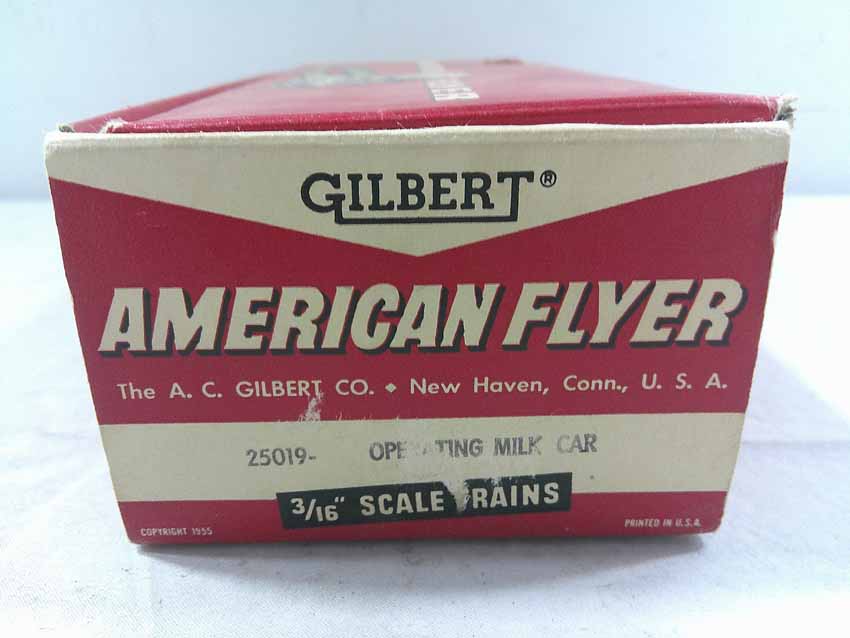 GILBERT®
AMERICAN FLYER
The A. C. GILBERT CO. ♦ New Haven, Conn., U. S. A.
25019- MILK CAR
3/16" SCALE
COPYRIGHT 1955
PRINTED IN U.S.A.